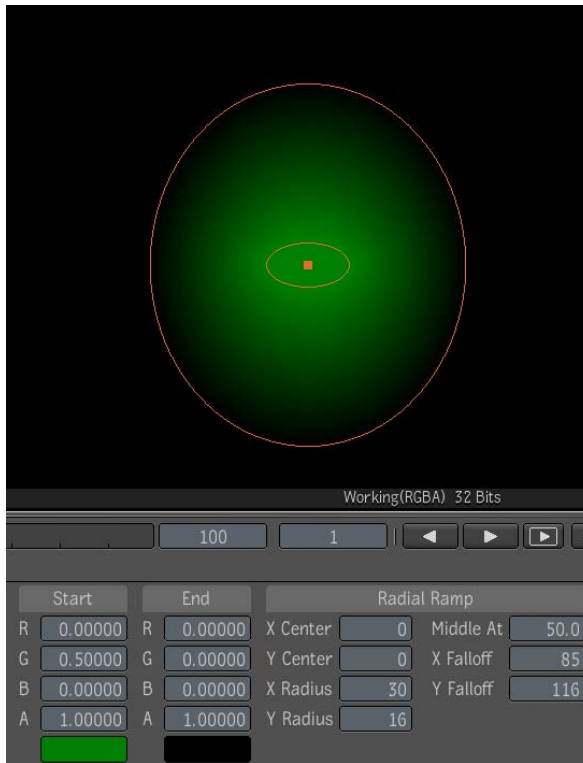 Working(RGBA) 32 Bits
100 1
Start End Radial Ramp
R 0.00000 R 0.00000 X Center 0 Middle At 50.0
G 0.50000 G 0.00000 Y Center 0 X Falloff 85
B 0.00000 B 0.00000 X Radius 30 Y Falloff 116
A 1.00000 A 1.00000 Y Radius 16